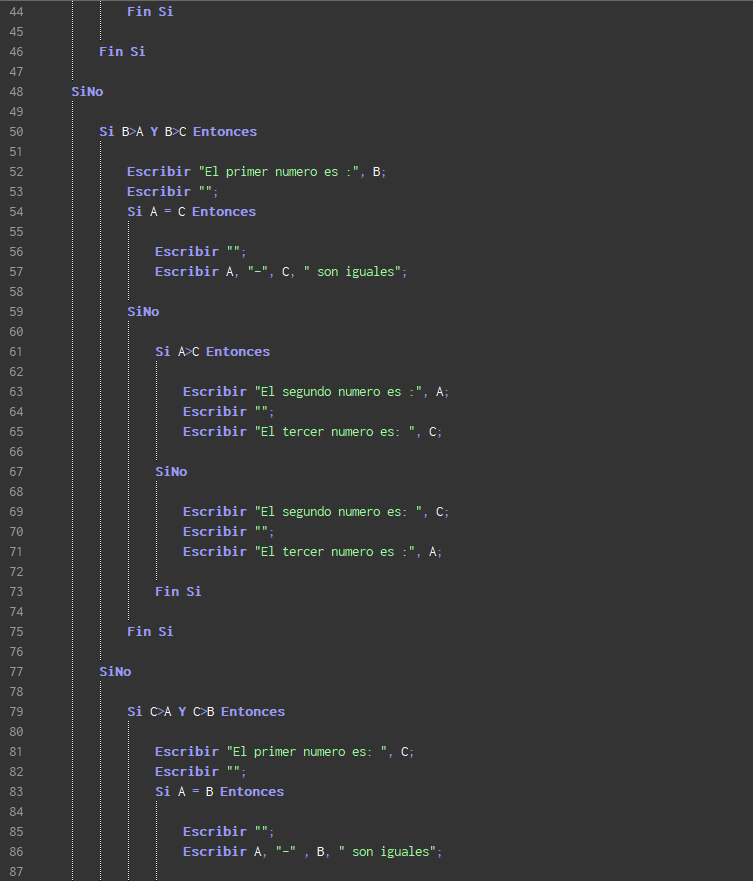 44 Fin Si
45
46 Fin Si
47
48 SiNo
49
50 Si B>A Y B>C Entonces
51
52 Escribir "El primer numero es :", B;
53 Escribir "";
54 Si A = C Entonces
55
56 Escribir "";
57 Escribir A, "-", C, " son iguales";
58
59 SiNo
60
61 Si A>C Entonces
62
63 Escribir "El segundo numero es :", A;
64 Escribir "";
65 Escribir "El tercer numero es: ", C;
66
67 SiNo
68
69 Escribir "El segundo numero es: ", C;
70 Escribir "";
71 Escribir "El tercer numero es :", A;
72
73 Fin Si
74
75 Fin Si
76
77 SiNo
78
79 Si C>A Y C>B Entonces
80
81 Escribir "El primer numero es: ", C;
82 Escribir "";
83 Si A = B Entonces
84
85 Escribir "";
86 Escribir A, "-" , B, " son iguales";
87